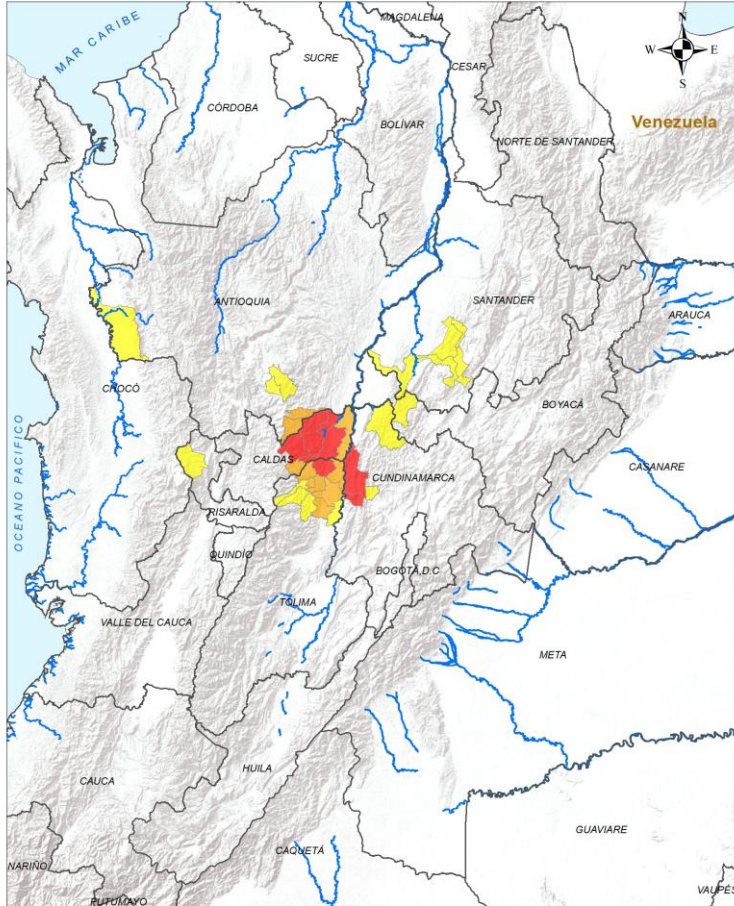 MAGDALENA
N
MAR CARIBE
SUCRE
W
E
CESAR
S
CÓRDOBA
BOLÍVAR
Venezuela
NORTE DE SANTANDER
ANTIOQUIA
SANTANDER
ARAUCA
CHOCÓ
BOYACÁ
OCEANO PACIFICO
CALDAS
CUNDINAMARCA
CASANARE
RISARALDA
QUINDÍO
BOGOTÁ,D.C
TOLIMA
VALLE DEL CAUCA
META
HUILA
CAUCA
GUAVIARE
CAQUETÁ
NARIÑO
VAUPÉS
PUTUMAYO